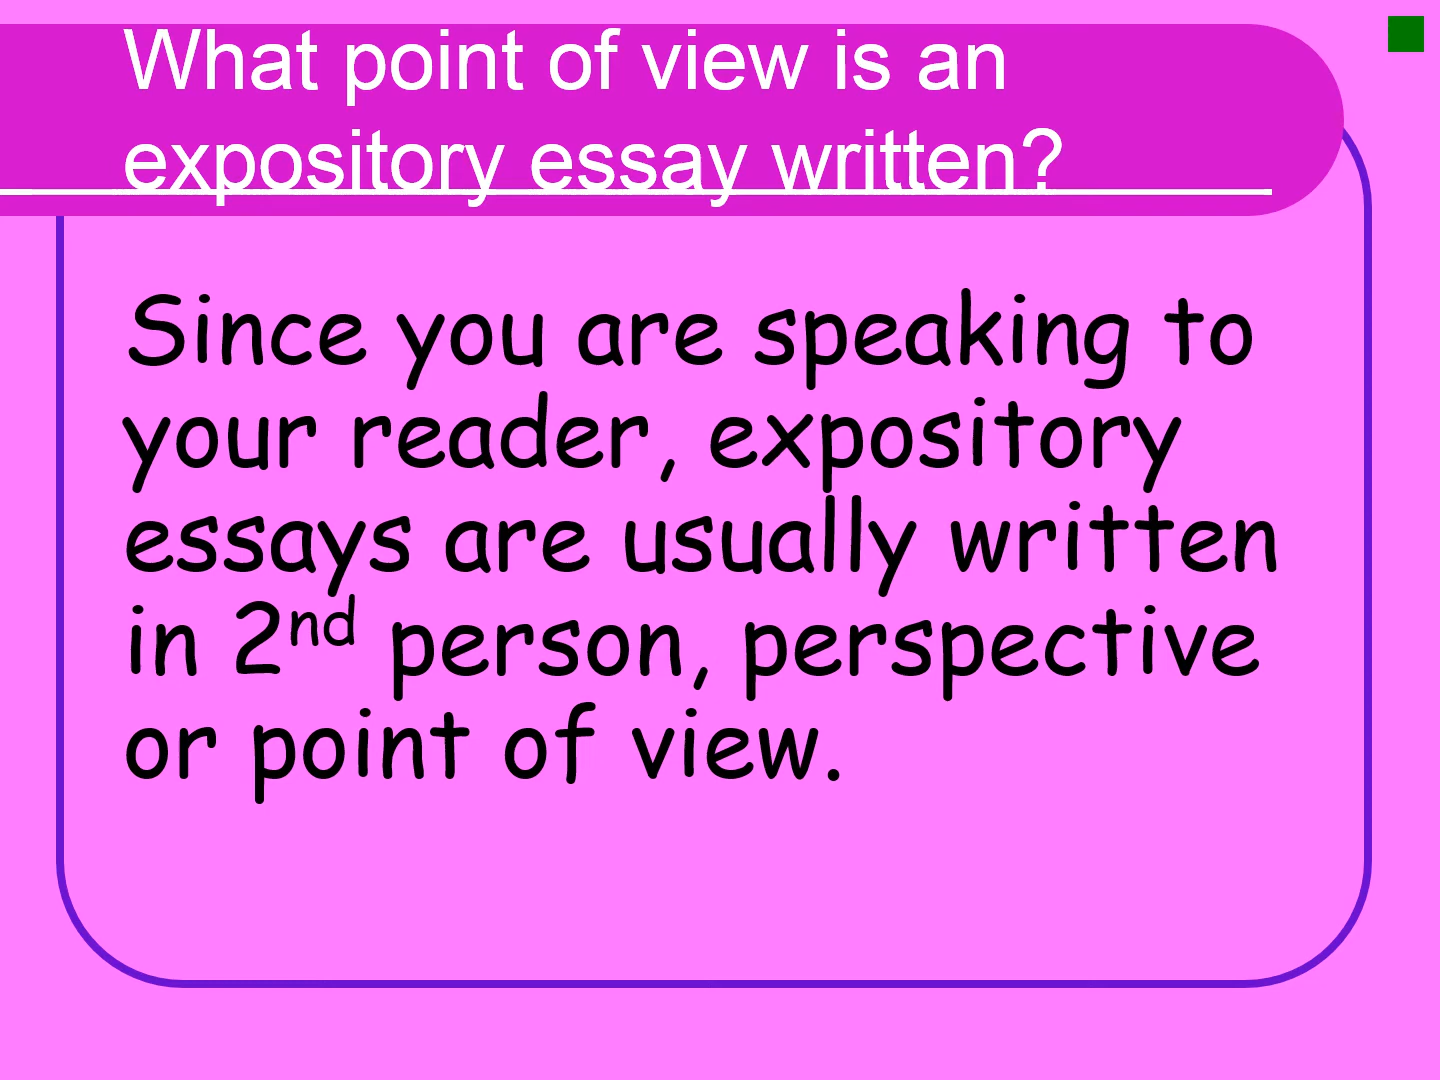 What point of view is an
expository essay written?
Since you are speaking to
your reader, expository
essays are usually written
in 2nd person, perspective
or point of view.